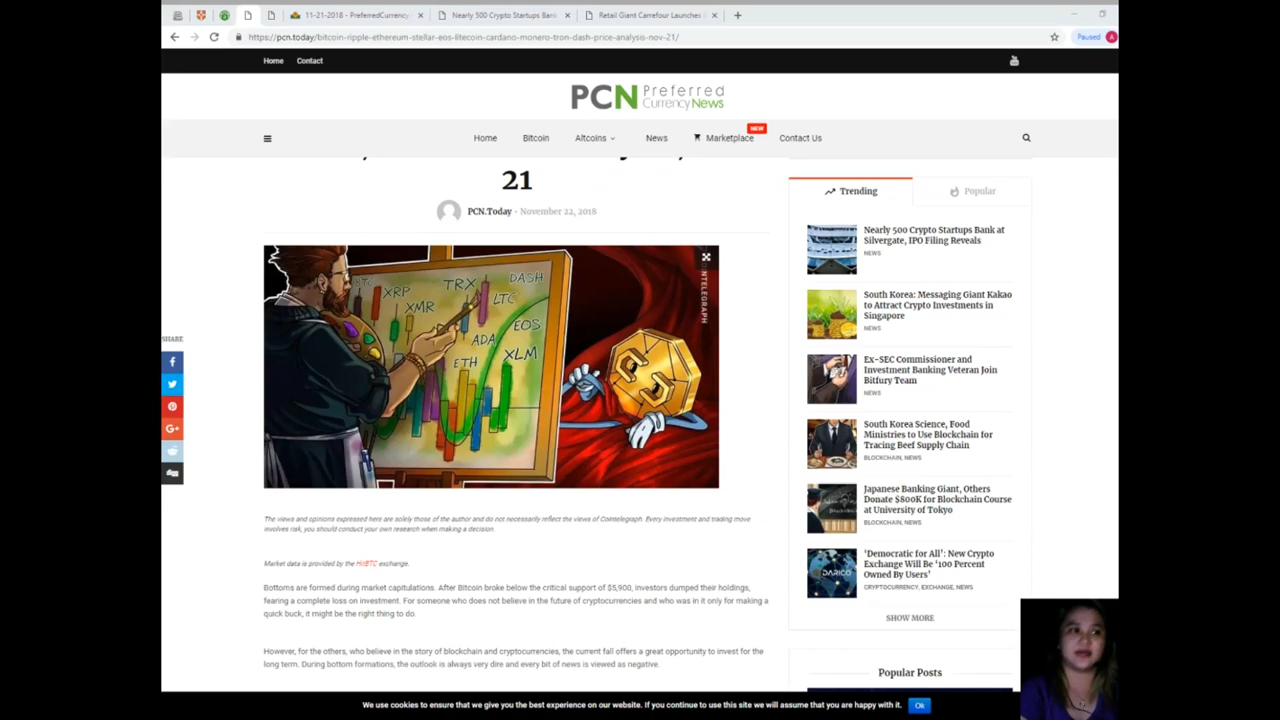 11-21-2018 - PreferredCurrency
Nearly 500 Crypto Startups Bank
Retail Giant Carrefour Launches
https://pcn.today/bitcoin-ripple-ethereum-stellar-eos-litecoin-cardano-monero-tron-dash-price-analysis-nov-21/
Paused A
Home Contact
PCN Preferred Currency News
NEW
Home Bitcoin Altcoins News Marketplace Contact Us
21
PCN.Today - November 22, 2018
Trending
Popular
BTC
XRP
XMR
TRX
DASH
LTC
EOS
ADA
ETH
XLM
NTELEGRAPH
SHARE
Nearly 500 Crypto Startups Bank at
Silvergate, IPO Filing Reveals
NEWS
South Korea: Messaging Giant Kakao
to Attract Crypto Investments in
Singapore
NEWS
Ex-SEC Commissioner and
Investment Banking Veteran Join
Bitfury Team
NEWS
South Korea Science, Food
Ministries to Use Blockchain for
Tracing Beef Supply Chain
BLOCKCHAIN, NEWS
Japanese Banking Giant, Others
Donate $800K for Blockchain Course
at University of Tokyo
BLOCKCHAIN, NEWS
DARICO
'Democratic for All': New Crypto
Exchange Will Be '100 Percent
Owned By Users'
CRYPTOCURRENCY, EXCHANGE, NEWS
SHOW MORE
Popular Posts
The views and opinions expressed here are solely those of the author and do not necessarily reflect the views of Cointelegraph. Every investment and trading move
involves risk, you should conduct your own research when making a decision.
Market data is provided by the HitBTC exchange.
Bottoms are formed during market capitulations. After Bitcoin broke below the critical support of $5,900, investors dumped their holdings,
fearing a complete loss on investment. For someone who does not believe in the future of cryptocurrencies and who was in it only for making a
quick buck, it might be the right thing to do.
However, for the others, who believe in the story of blockchain and cryptocurrencies, the current fall offers a great opportunity to invest for the
long term. During bottom formations, the outlook is always very dire and every bit of news is viewed as negative.
We use cookies to ensure that we give you the best experience on our website. If you continue to use this site we will assume that you are happy with it. Ok